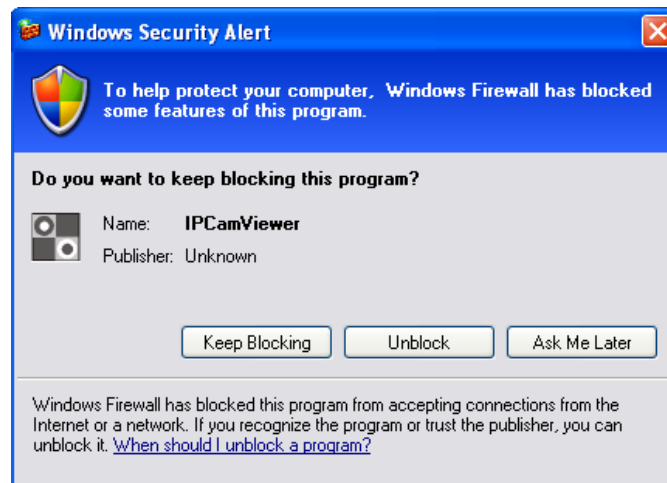 Windows Security Alert
To help protect your computer, Windows Firewall has blocked
some features of this program.
Do you want to keep blocking this program?
Name: IPCamViewer
Publisher: Unknown
Keep Blocking Unblock Ask Me Later
Windows Firewall has blocked this program from accepting connections from the
Internet or a network. If you recognize the program or trust the publisher, you can
unblock it. When should I unblock a program?